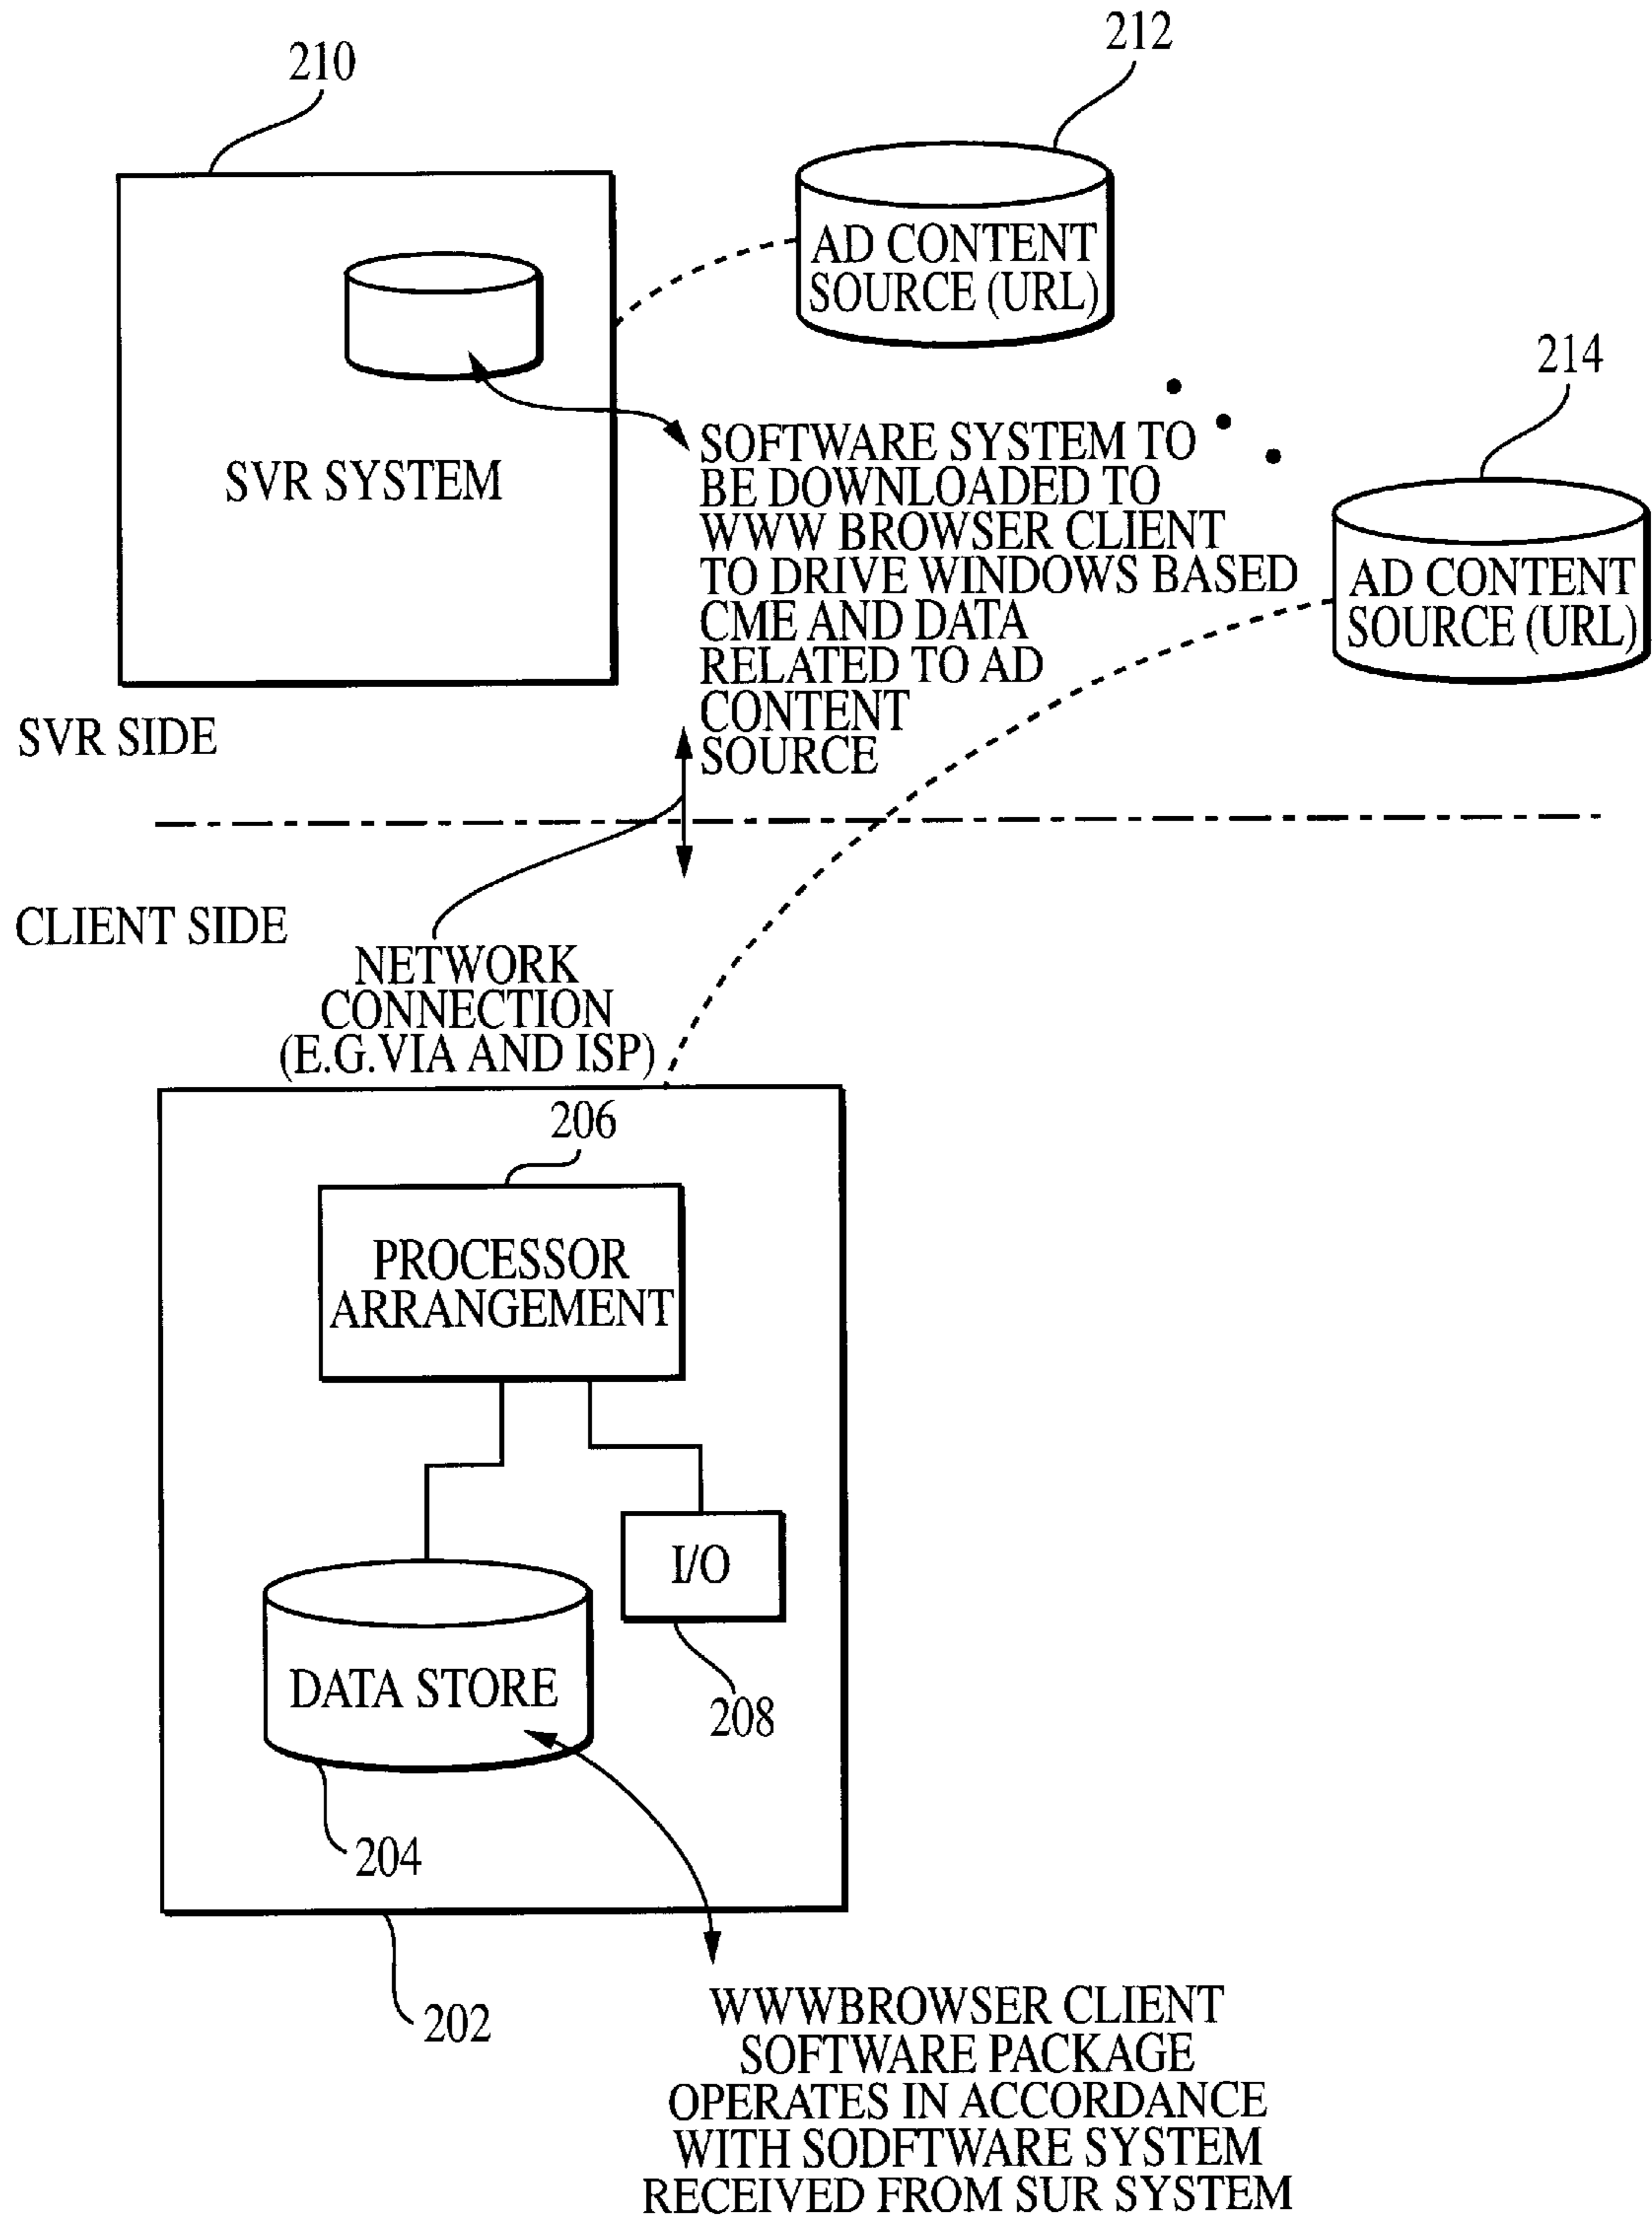 210
212
AD CONTENT
SOURCE (URL)
214
AD CONTENT
SOURCE (URL)
SVR SYSTEM
SOFTWARE SYSTEM TO
BE DOWNLOADED TO
WWW BROWSER CLIENT
TO DRIVE WINDOWS BASED
CME AND DATA
RELATED TO AD
CONTENT
SOURCE
SVR SIDE
CLIENT SIDE
NETWORK
CONNECTION
(E.G.VIA AND ISP)
206
PROCESSOR
ARRANGEMENT
I/O
208
DATA STORE
204
202
WWWBROWSER CLIENT
SOFTWARE PACKAGE
OPERATES IN ACCORDANCE
WITH SODFTWARE SYSTEM
RECEIVED FROM SUR SYSTEM